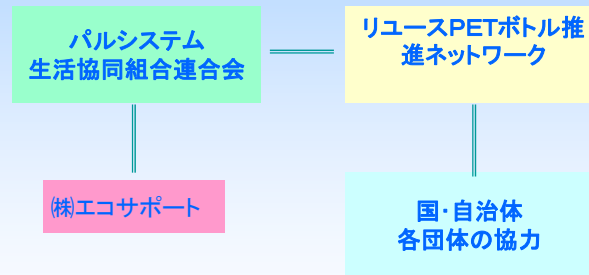 パルシステム
生活協同組合連合会
リユースPETボトル推
進ネットワーク
㈱エコサポート
国・自治体
各団体の協力